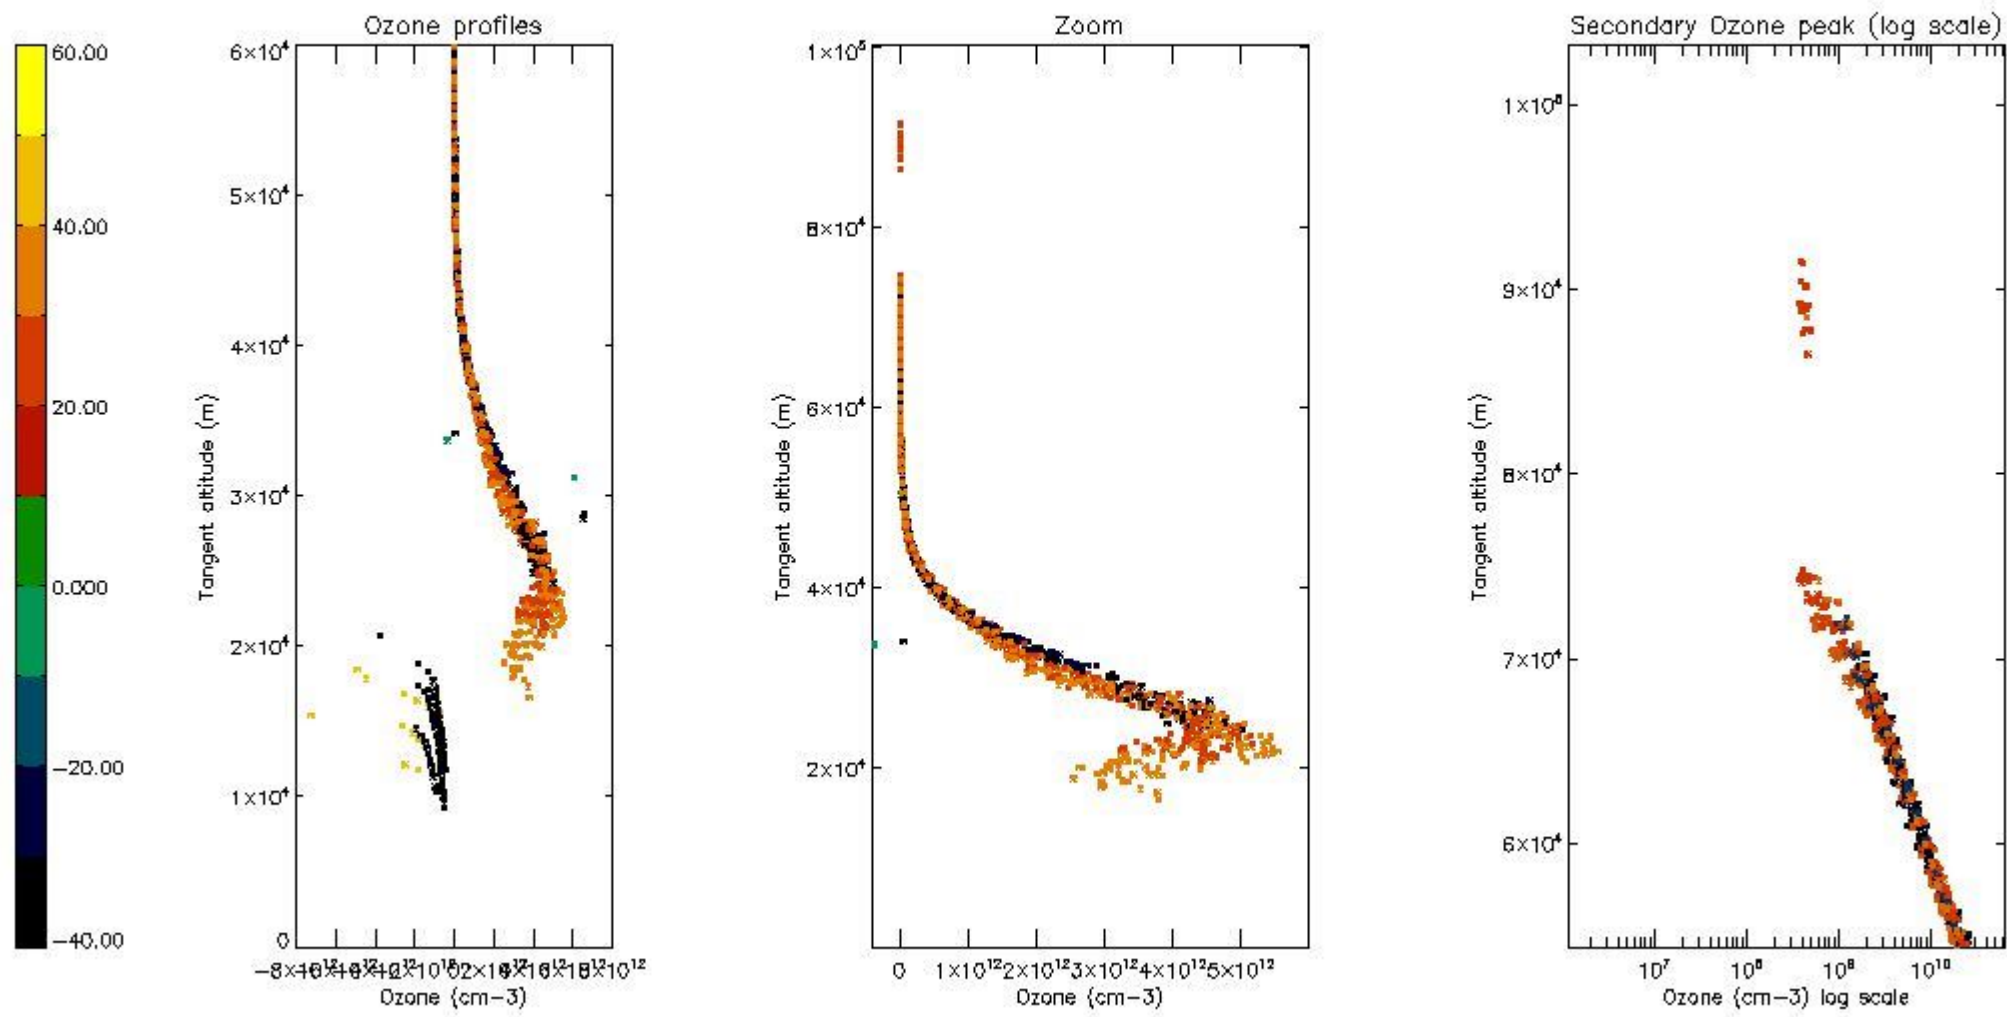 Ozone profiles
Zoom
Secondary Ozone peak (log scale)
60.00
40.00
20.00
0.000
−20.00
−40.00
6×10⁴
5×10⁴
4×10⁴
3×10⁴
2×10⁴
1×10⁴
0
Tangent altitude (m)
Ozone (cm−3)
1×10⁵
8×10⁴
6×10⁴
4×10⁴
2×10⁴
Tangent altitude (m)
0 1×10¹² 2×10¹² 3×10¹² 4×10¹² 5×10¹²
Ozone (cm−3)
9×10⁴
8×10⁴
7×10⁴
6×10⁴
Tangent altitude (m)
10⁷ 10⁸ 10⁹ 10¹⁰
Ozone (cm−3) log scale